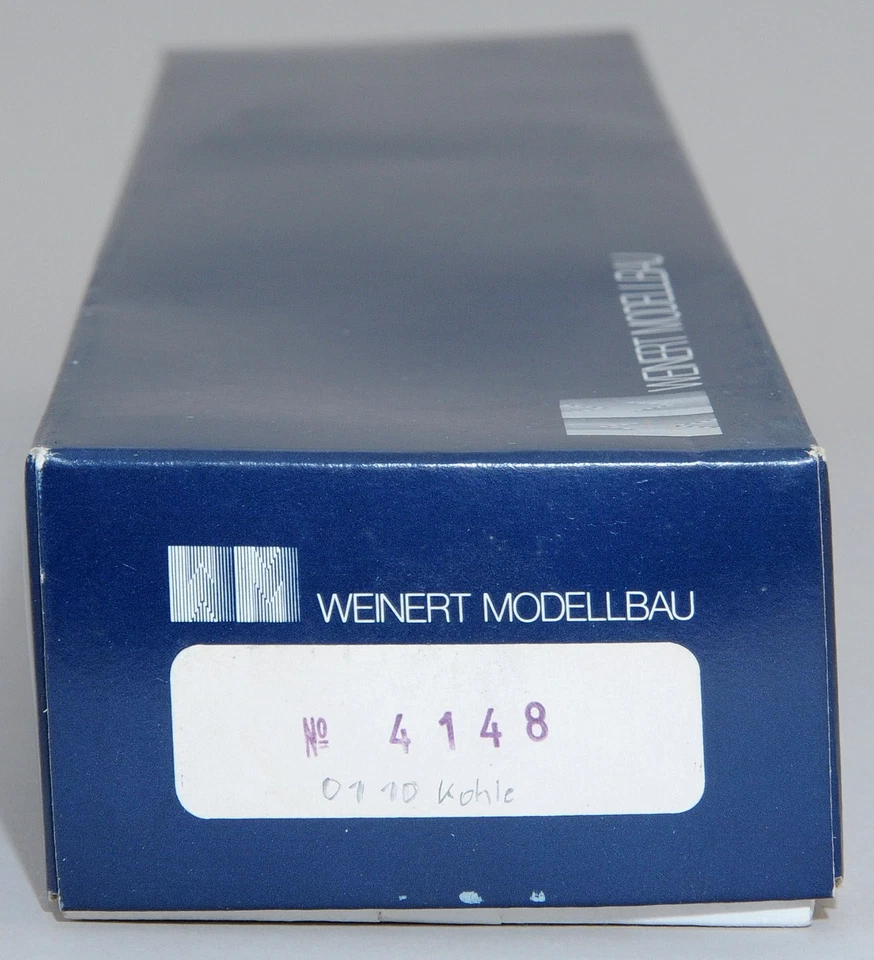 WEINERT MODELLBAU
WEINERT MODELLBAU
Nº 4148
01 10 Kohle